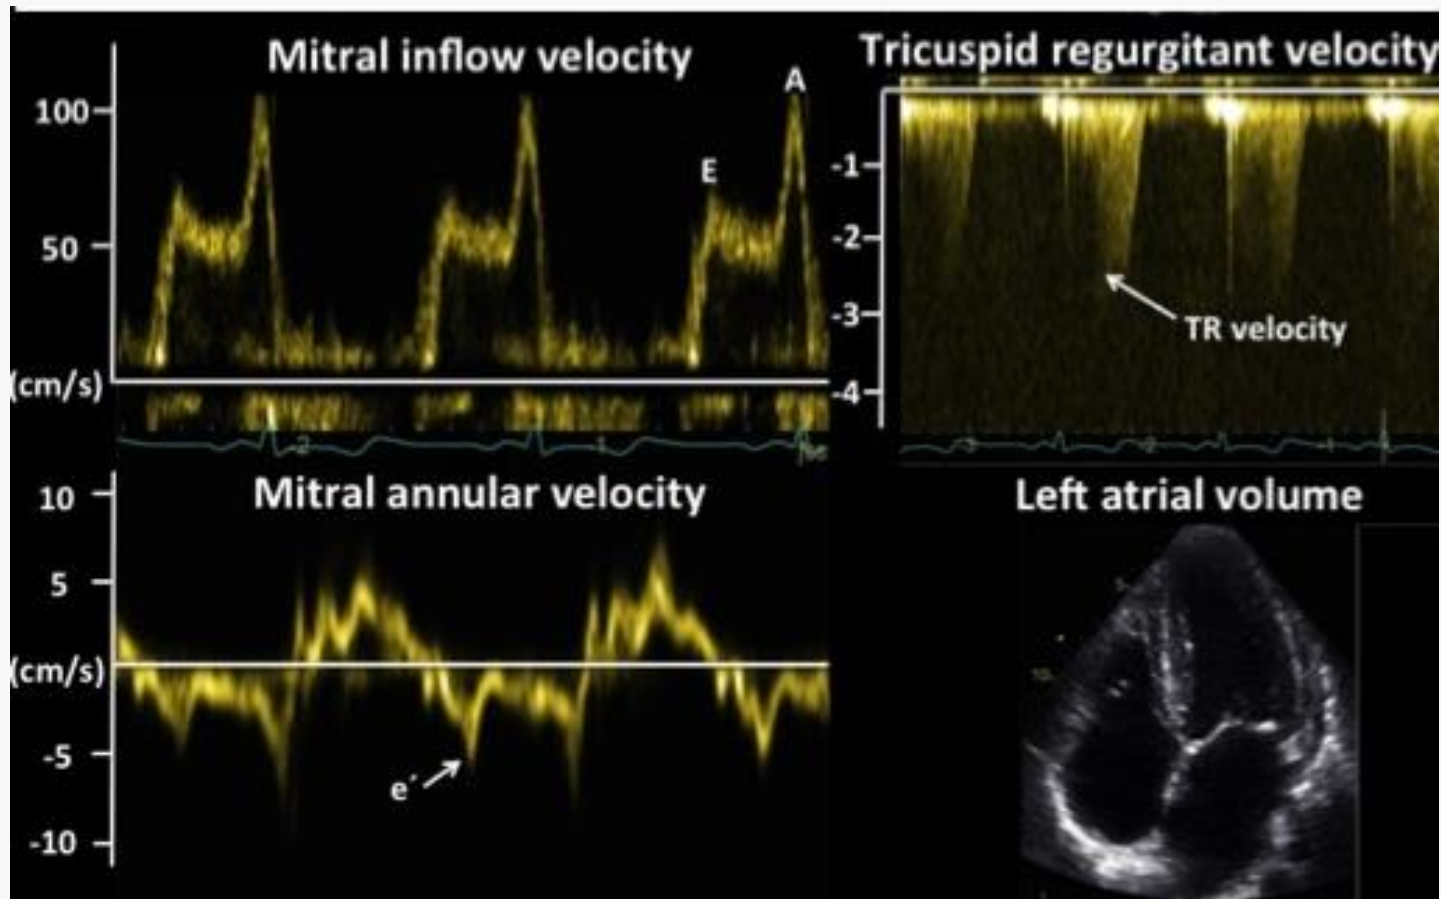 Mitral inflow velocity
A
E
100
50
(cm/s)
Tricuspid regurgitant velocity
-1
-2
-3
-4
TR velocity
Mitral annular velocity
10
5
(cm/s)
-5
-10
e´
Left atrial volume